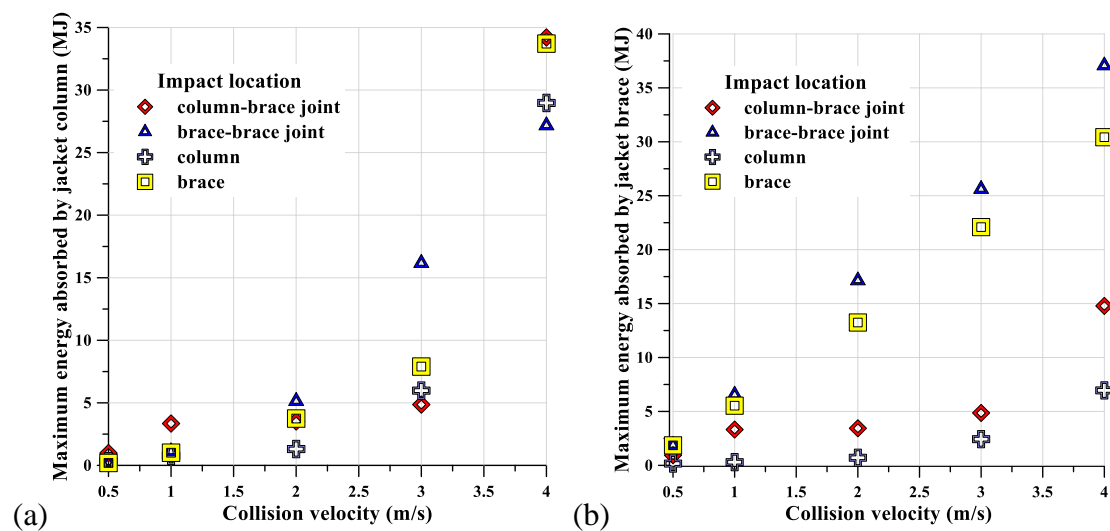 Maximum energy absorbed by jacket column (MJ)
35
30
25
20
15
10
5
0
Impact location
column-brace joint
brace-brace joint
column
brace
0.5 1 1.5 2 2.5 3 3.5 4
Collision velocity (m/s)
(a)
Maximum energy absorbed by jacket brace (MJ)
40
35
30
25
20
15
10
5
0
Impact location
column-brace joint
brace-brace joint
column
brace
0.5 1 1.5 2 2.5 3 3.5 4
Collision velocity (m/s)
(b)